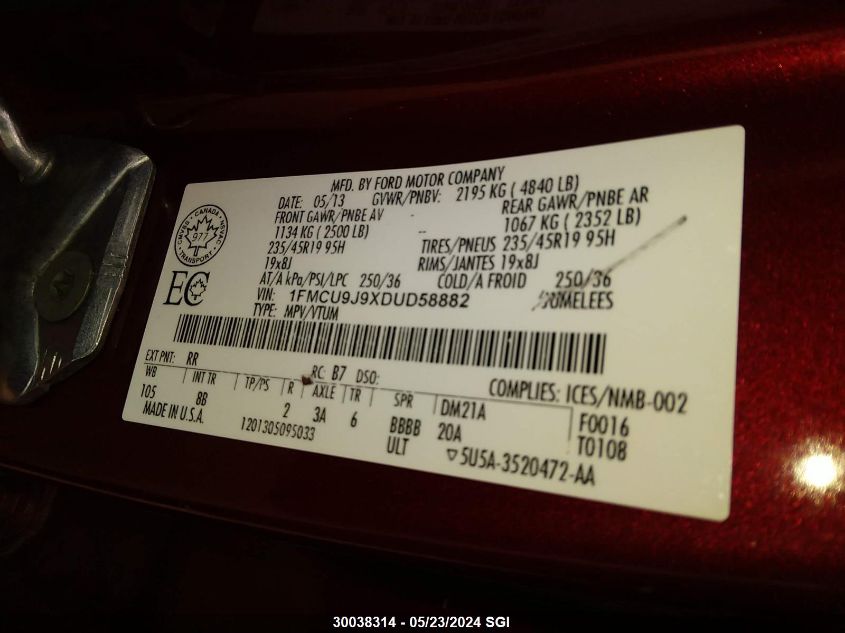 MFD. BY FORD MOTOR COMPANY
DATE: 05/13 GVWR/PNBV: 2195 KG ( 4840 LB)
FRONT GAWR/PNBE AV REAR GAWR/PNBE AR
1134 KG ( 2500 LB) -- 1067 KG ( 2352 LB)
235/45R19 95H TIRES/PNEUS 235/45R19 95H
19x8J RIMS/JANTES 19x8J
AT/A kPa/PSI/LPC 250/36 COLD/A FROID 250/36
VIN: 1FMCU9J9XDUD58882 JUMELEES
TYPE: MPV/VTUM
CANADA
977
TRANSPORT
EC
EXT PNT: RR RC: B7 DSO:
COMPLIES: ICES/NMB-002
WB INT TR TP/PS R AXLE TR SPR DM21A F0016
105 8B 2 3A 6 BBBB 20A T0108
MADE IN U.S.A. 1201305095033 ULT ▽5U5A-3520472-AA
30038314 - 05/23/2024 SGI